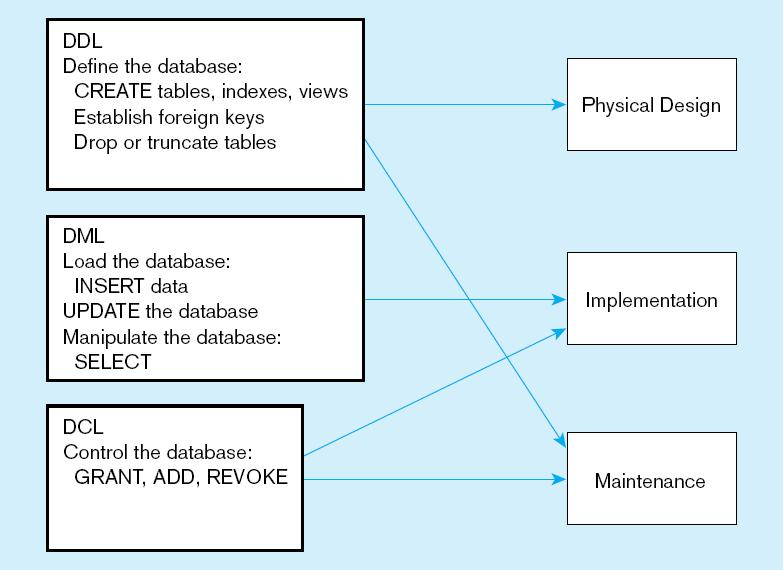 DDL
Define the database:
CREATE tables, indexes, views
Establish foreign keys
Drop or truncate tables
Physical Design
DML
Load the database:
INSERT data
UPDATE the database
Manipulate the database:
SELECT
Implementation
DCL
Control the database:
GRANT, ADD, REVOKE
Maintenance